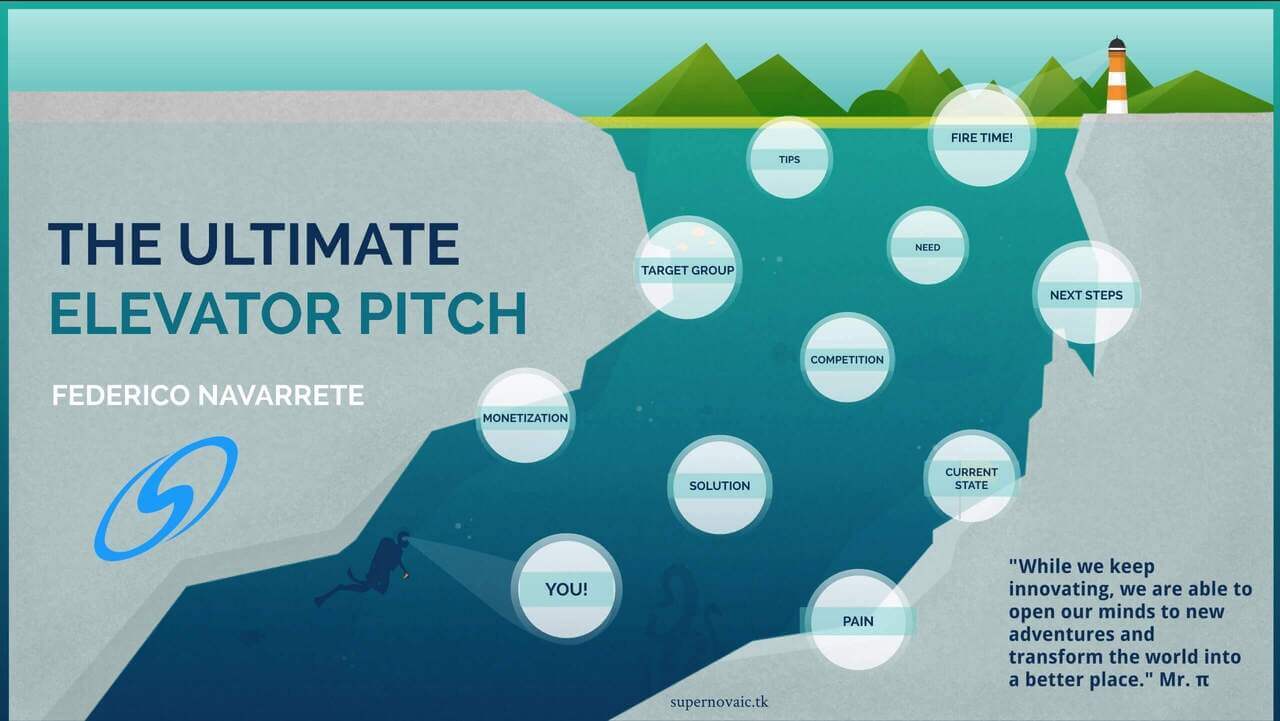 THE ULTIMATE
ELEVATOR PITCH
FEDERICO NAVARRETE
TIPS
FIRE TIME!
NEED
TARGET GROUP
NEXT STEPS
COMPETITION
MONETIZATION
SOLUTION
CURRENT
STATE
YOU!
PAIN
"While we keep
innovating, we are able to
open our minds to new
adventures and
transform the world into
a better place." Mr. π
supernovaic.tk